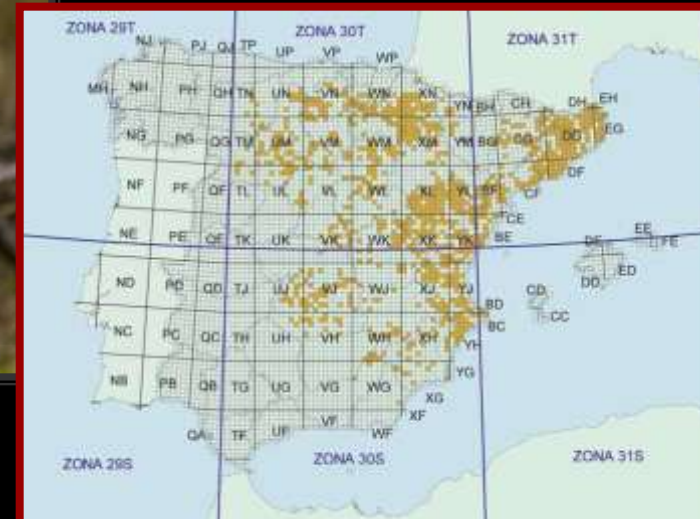 ZONA 29T ZONA 30T ZONA 31T
NJ PJ QJ TP UP VP WP
MH NH PH QH TN UN VN WN XN YN BH CH DH EH
NG PG QG TM UM VM WM XM YM BG CG DG EG
NF PF QF TL UL VL WL XL YL BF CF DF
NE PE QE TK UK VK WK XK YK BE CE DE EE FE
ND PD QD TJ UJ VJ WJ XJ YJ BD CD DD ED
NC PC QC TH UH VH WH XH YH BC CC
NB PB QB TG UG VG WG XG YG
QA TF UF VF WF XF
ZONA 29S ZONA 30S ZONA 31S